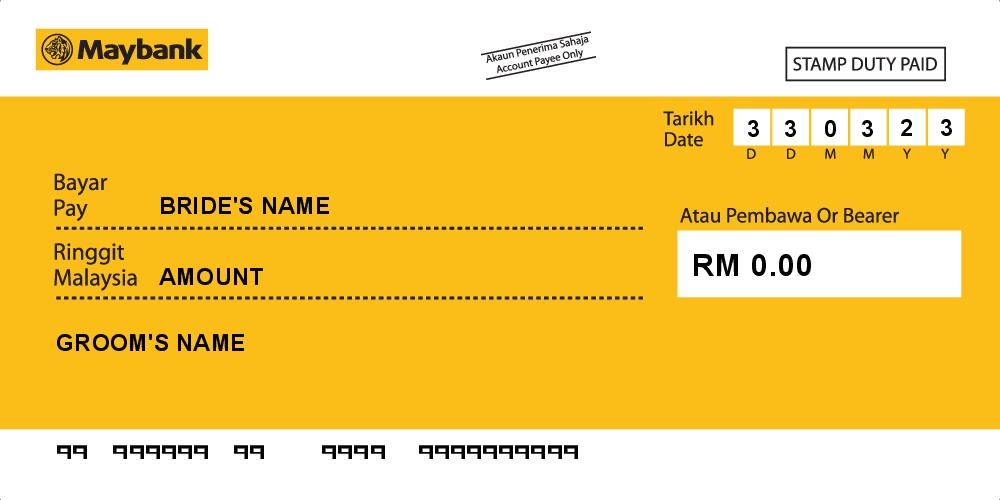 Maybank
Akaun Penerima Sahaja
Account Payee Only
STAMP DUTY PAID
Tarikh
Date
3 3 0 3 2 3
D D M M Y Y
Bayar
Pay BRIDE'S NAME
Atau Pembawa Or Bearer
Ringgit
Malaysia AMOUNT
RM 0.00
GROOM'S NAME
99 999999 99 9999 9999999999